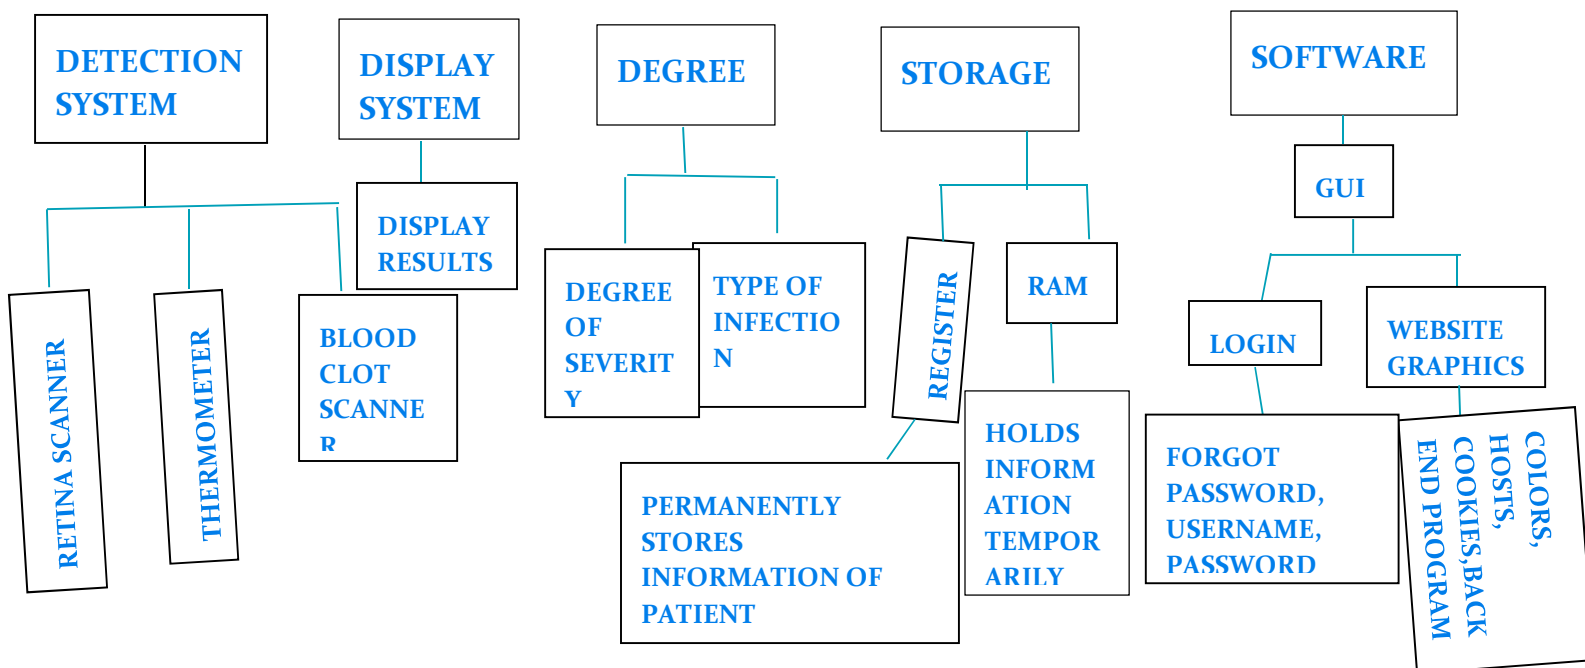 DETECTION
SYSTEM
DISPLAY
SYSTEM
DEGREE
STORAGE
SOFTWARE
RETINA SCANNER
THERMOMETER
BLOOD
CLOT
SCANNE
R
DISPLAY
RESULTS
DEGREE
OF
SEVERIT
Y
TYPE OF
INFECTIO
N
REGISTER
PERMANENTLY
STORES
INFORMATION OF
PATIENT
RAM
HOLDS
INFORM
ATION
TEMPOR
ARILY
GUI
LOGIN
FORGOT
PASSWORD,
USERNAME,
PASSWORD
WEBSITE
GRAPHICS
COLORS,
HOSTS,
COOKIES,BACK
END PROGRAM